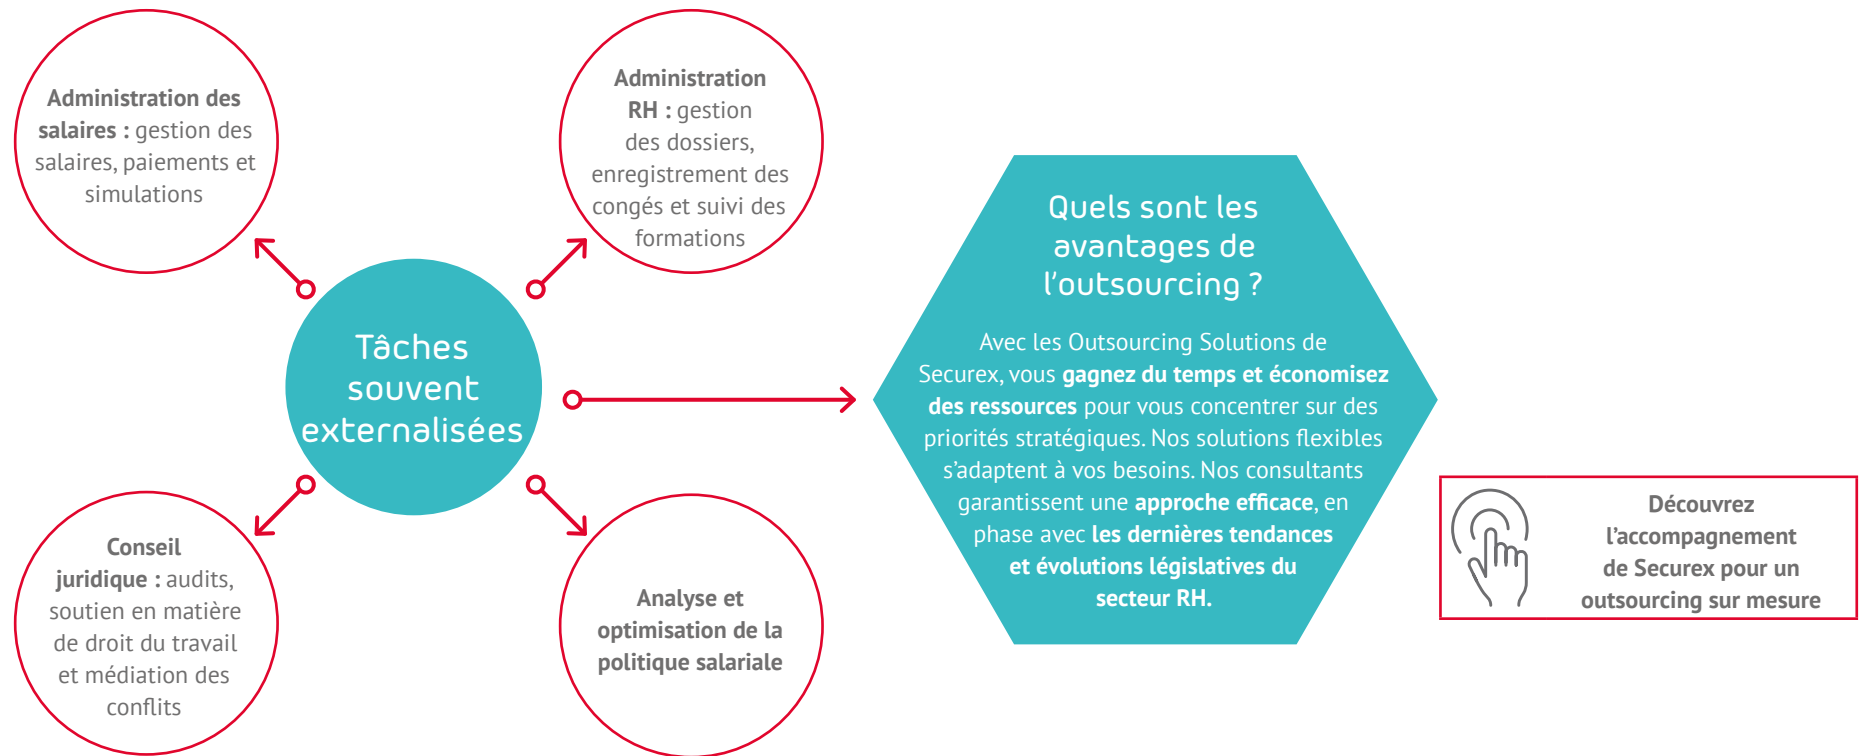 Administration des
salaires : gestion des
salaires, paiements et
simulations
Administration
RH : gestion
des dossiers,
enregistrement des
congés et suivi des
formations
Tâches
souvent
externalisées
Conseil
juridique : audits,
soutien en matière
de droit du travail
et médiation des
conflits
Analyse et
optimisation de la
politique salariale
Quels sont les
avantages de
l'outsourcing ?
Avec les Outsourcing Solutions de
Securex, vous gagnez du temps et économisez
des ressources pour vous concentrer sur des
priorités stratégiques. Nos solutions flexibles
s'adaptent à vos besoins. Nos consultants
garantissent une approche efficace, en
phase avec les dernières tendances
et évolutions législatives du
secteur RH.
Découvrez
l'accompagnement
de Securex pour un
outsourcing sur mesure